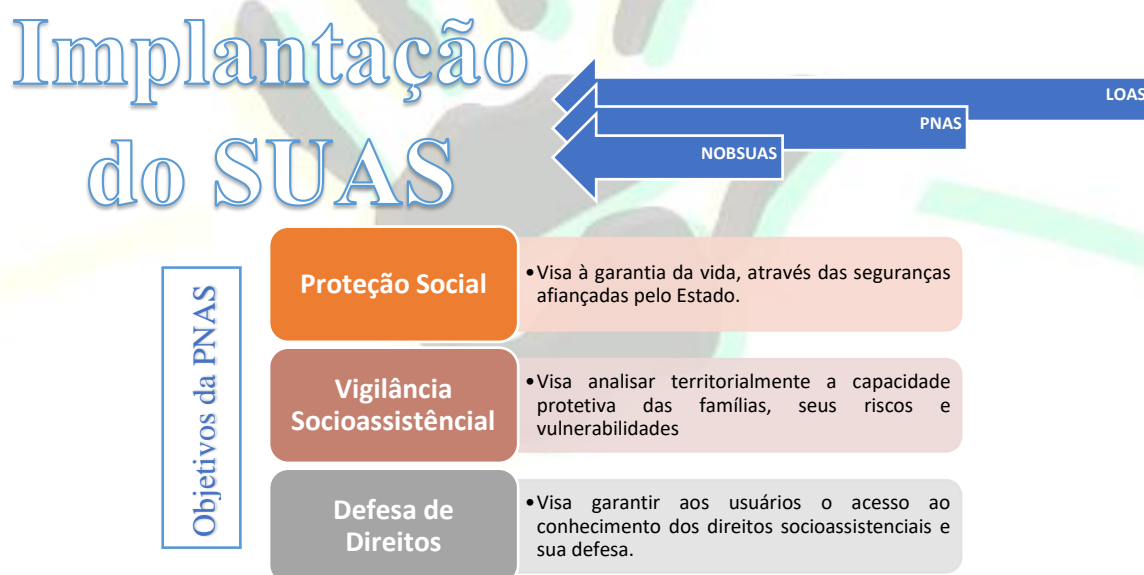 Implantação
do SUAS
LOAS
PNAS
NOBSUAS
Objetivos da PNAS
Proteção Social
•Visa à garantia da vida, através das seguranças
afiançadas pelo Estado.
Vigilância
Socioassistêncial
•Visa analisar territorialmente a capacidade
protetiva das famílias, seus riscos e
vulnerabilidades
Defesa de
Direitos
•Visa garantir aos usuários o acesso ao
conhecimento dos direitos socioassistenciais e
sua defesa.